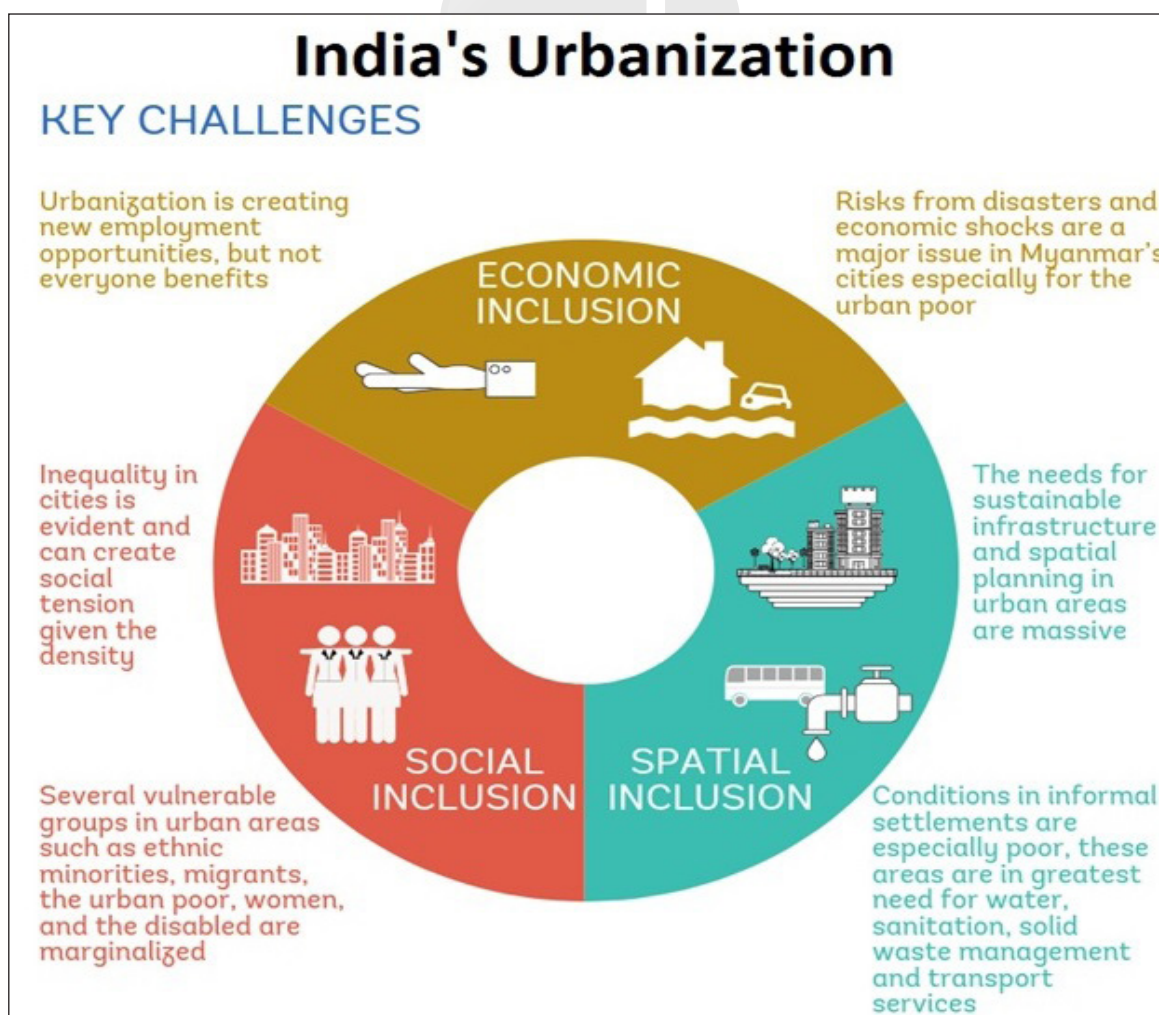 India's Urbanization
KEY CHALLENGES
Urbanization is creating
new employment
opportunities, but not
everyone benefits
Risks from disasters and
economic shocks are a
major issue in Myanmar's
cities especially for the
urban poor
ECONOMIC
INCLUSION
Inequality in
cities is
evident and
can create
social
tension
given the
density
The needs for
sustainable
infrastructure
and spatial
planning in
urban areas
are massive
SOCIAL
INCLUSION
SPATIAL
INCLUSION
Several vulnerable
groups in urban areas
such as ethnic
minorities, migrants,
the urban poor, women,
and the disabled are
marginalized
Conditions in informal
settlements are
especially poor, these
areas are in greatest
need for water,
sanitation, solid
waste management
and transport
services